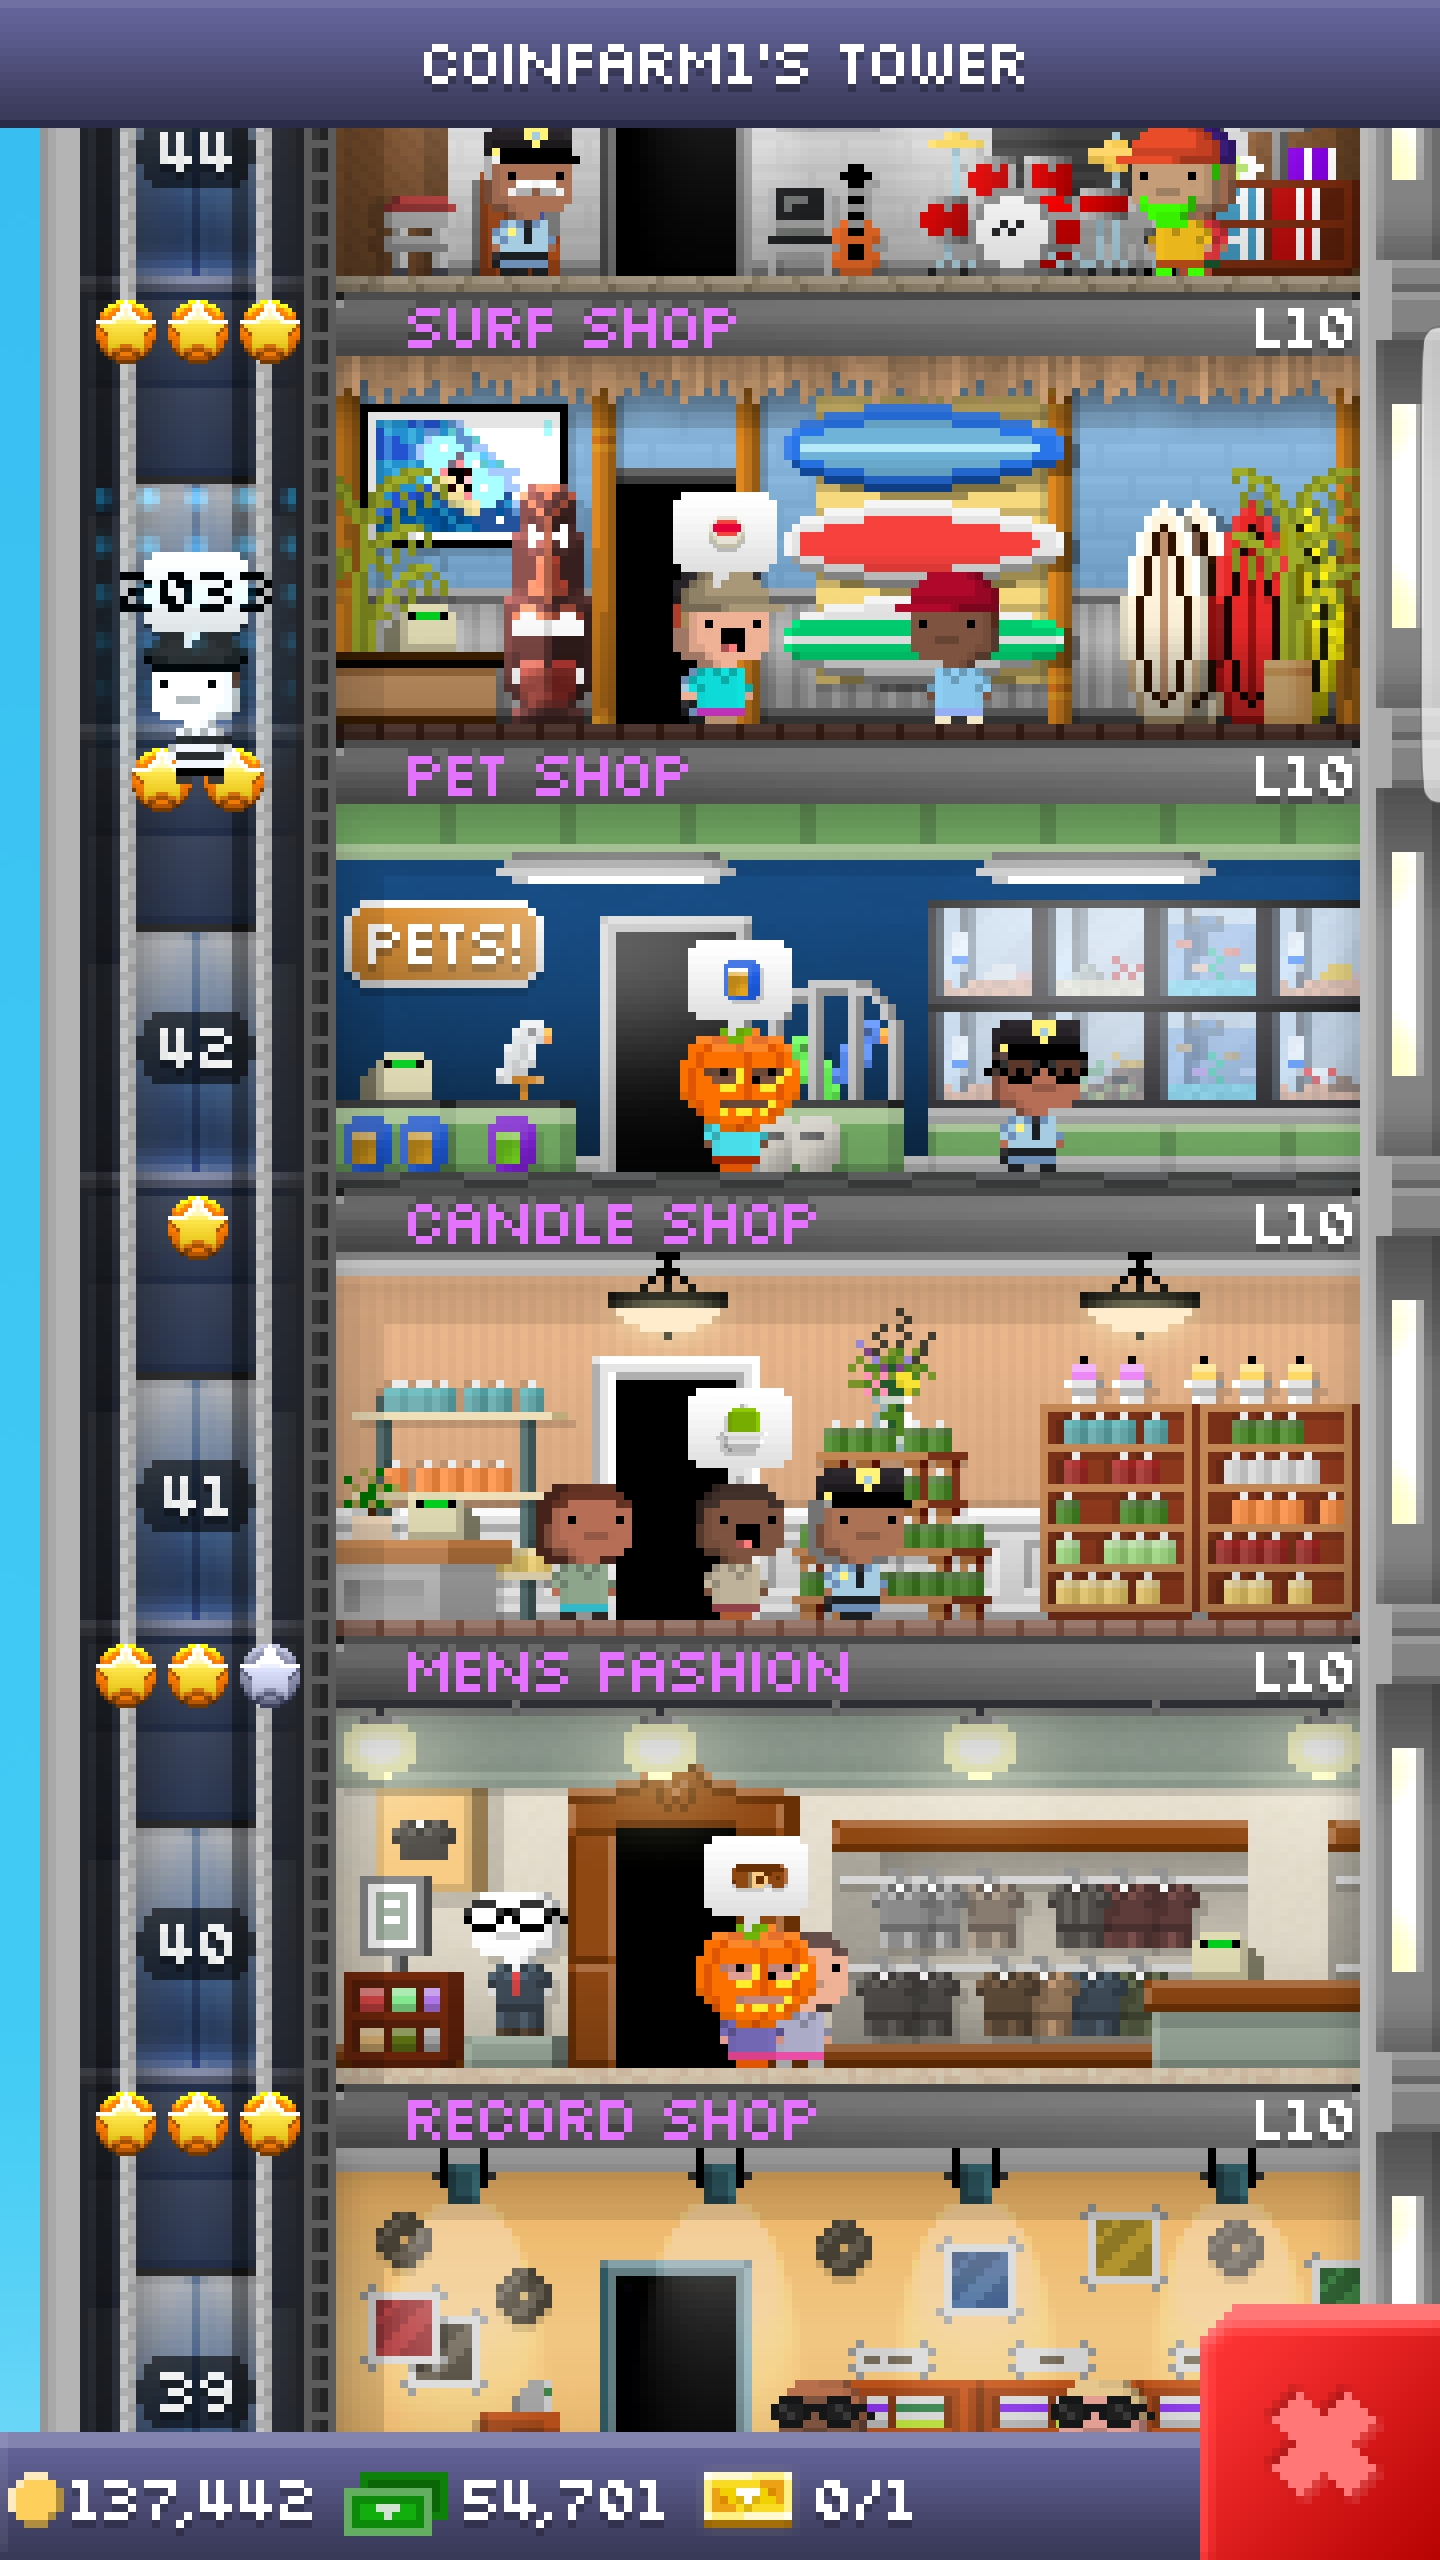 COINFARM1'S TOWER
44
SURF SHOP L10
2033
PET SHOP L10
PETS!
42
CANDLE SHOP L10
41
MENS FASHION L10
40
RECORD SHOP L10
39
137,442 54,701 0/1